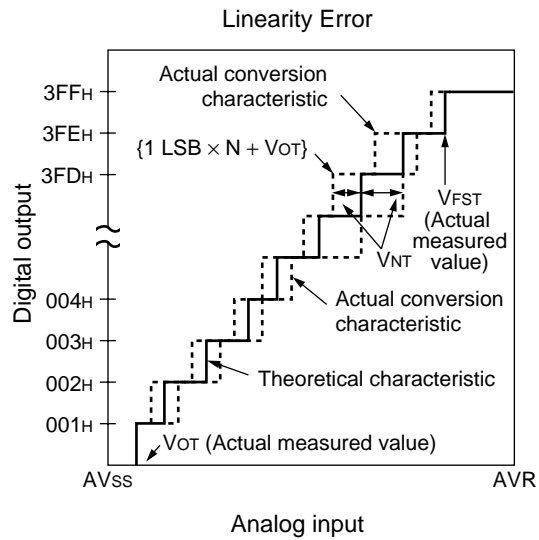 Linearity Error
Actual conversion
characteristic
3FFH
3FEH
{1 LSB × N + VOT}
3FDH
VFST
(Actual
measured
value)
VNT
Digital output
004H
Actual conversion
characteristic
003H
Theoretical characteristic
002H
001H
VOT (Actual measured value)
AVSS
AVR
Analog input